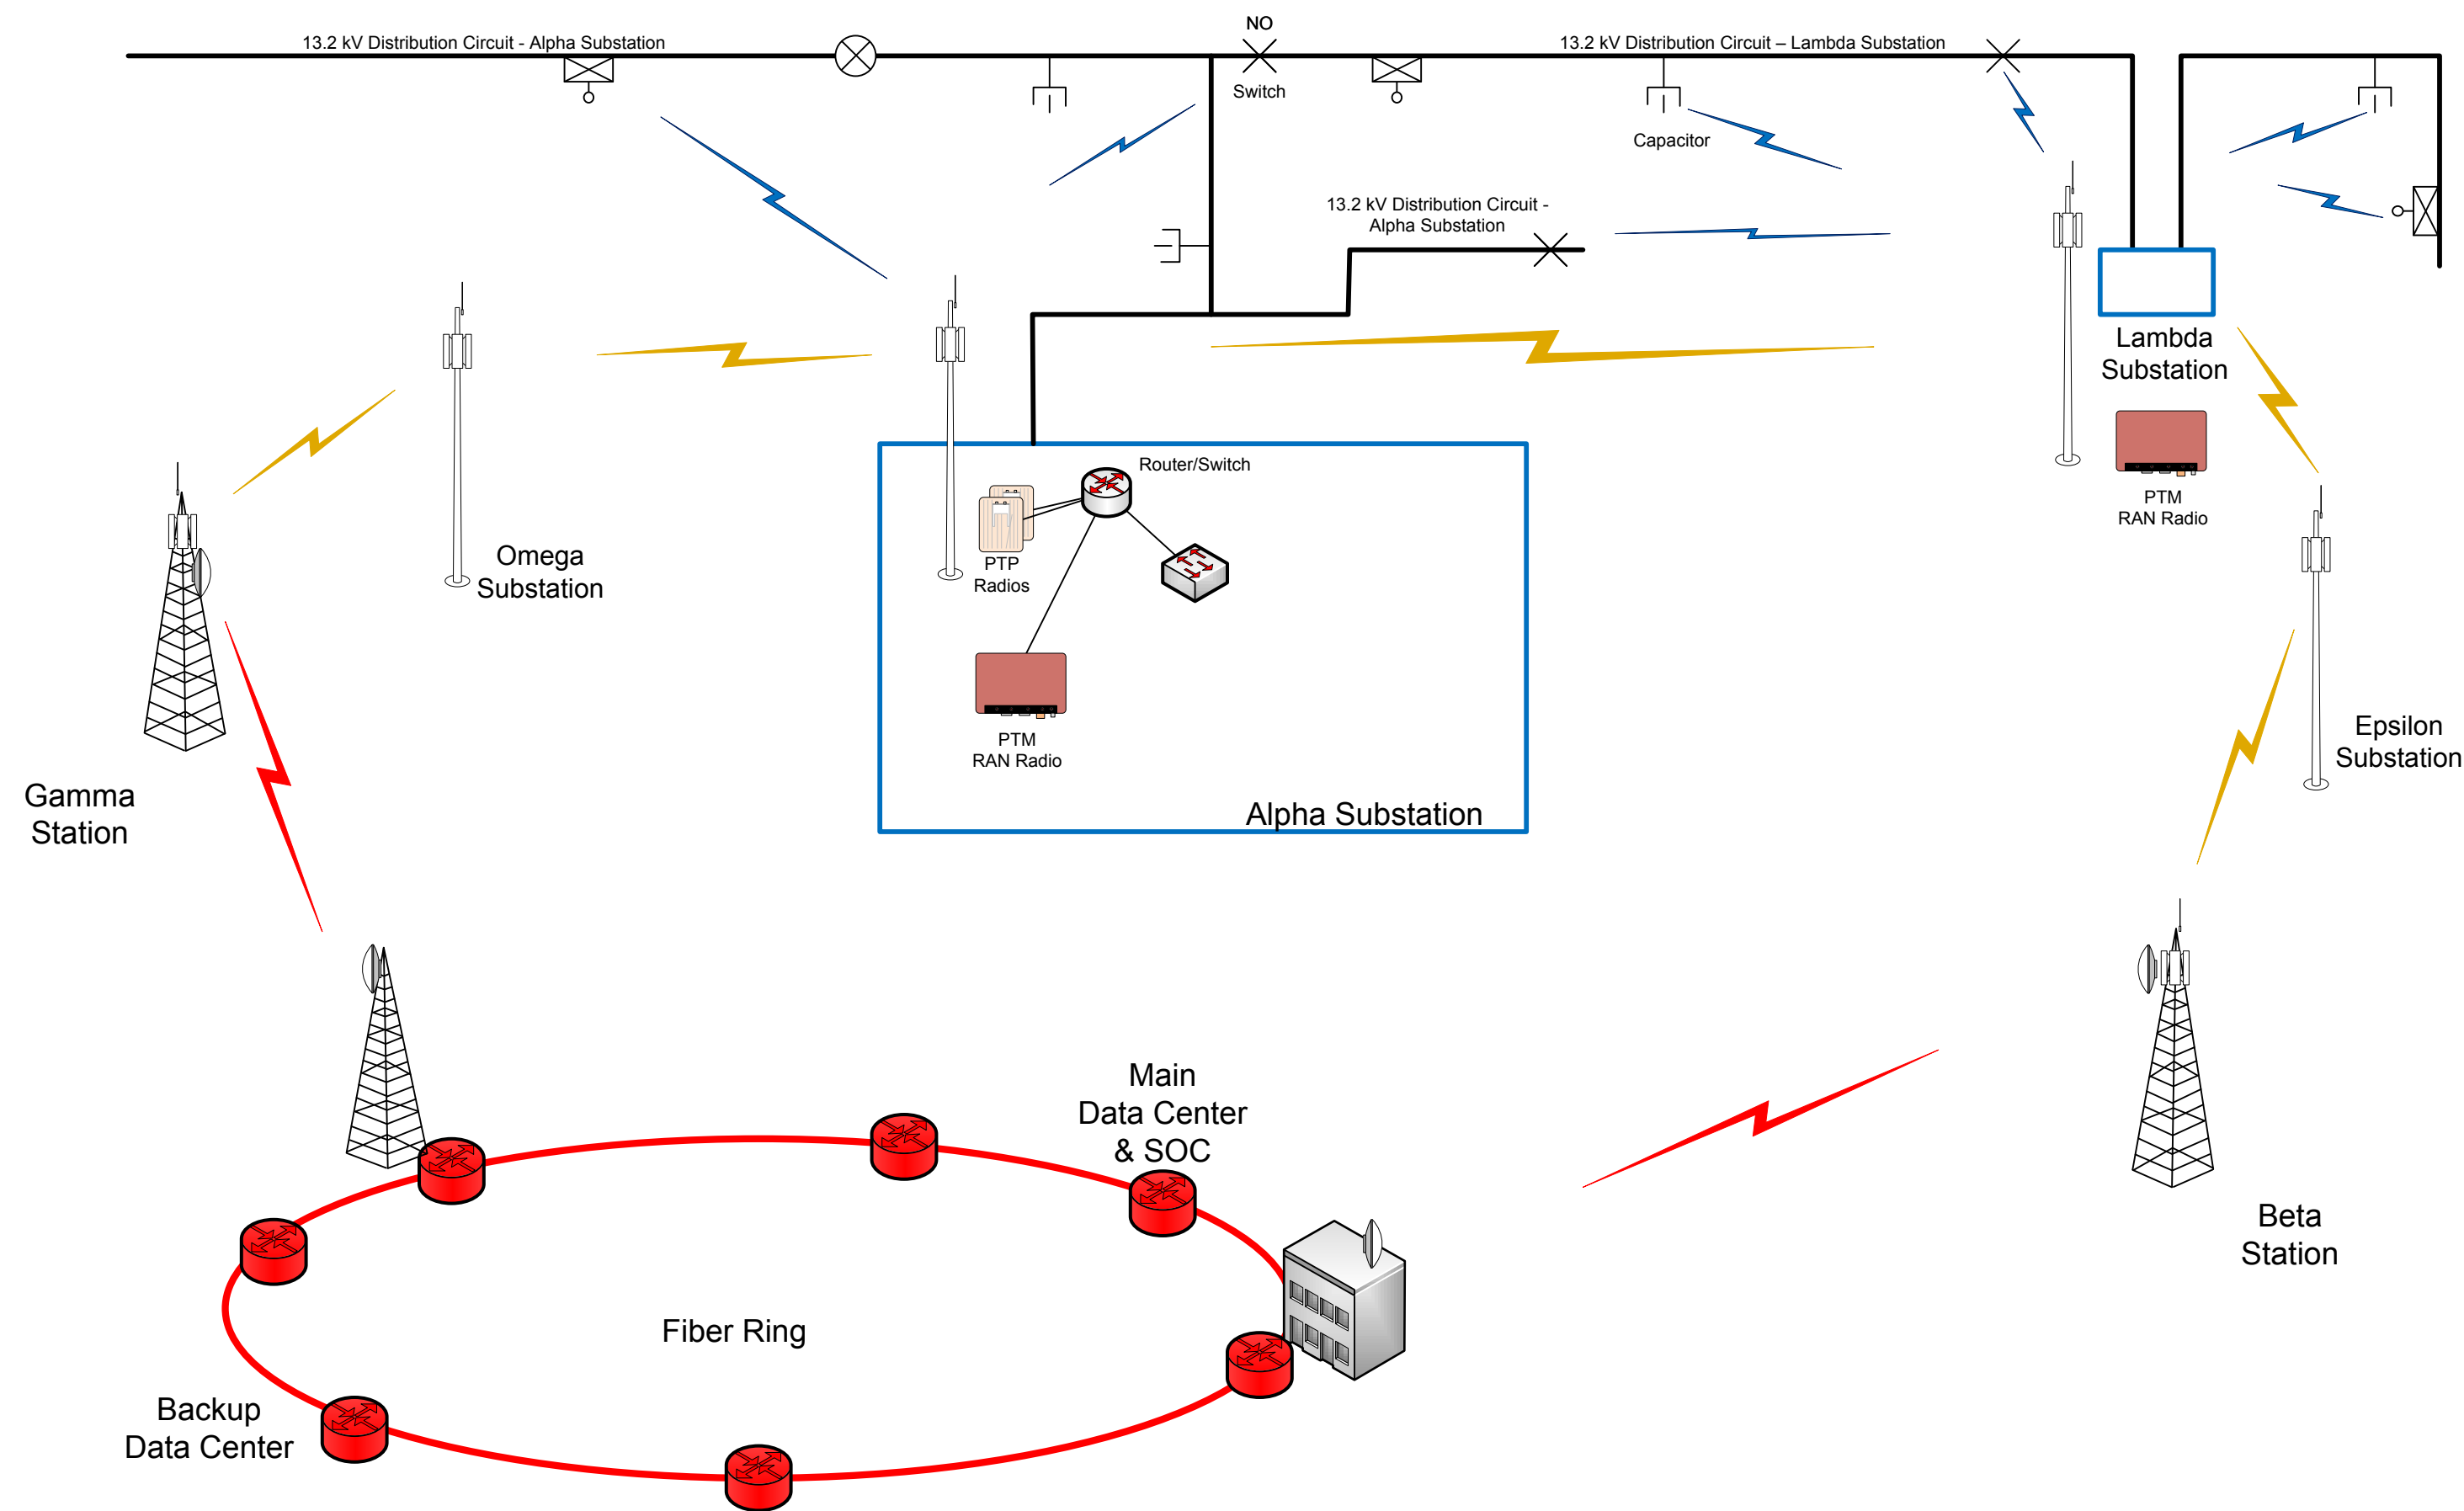 NO
13.2 kV Distribution Circuit - Alpha Substation
13.2 kV Distribution Circuit – Lambda Substation
Switch
Capacitor
13.2 kV Distribution Circuit -
Alpha Substation
Lambda
Substation
Router/Switch
PTM
RAN Radio
Omega
Substation
PTP
Radios
Epsilon
Substation
PTM
RAN Radio
Gamma
Station
Alpha Substation
Main
Data Center
& SOC
Beta
Station
Fiber Ring
Backup
Data Center